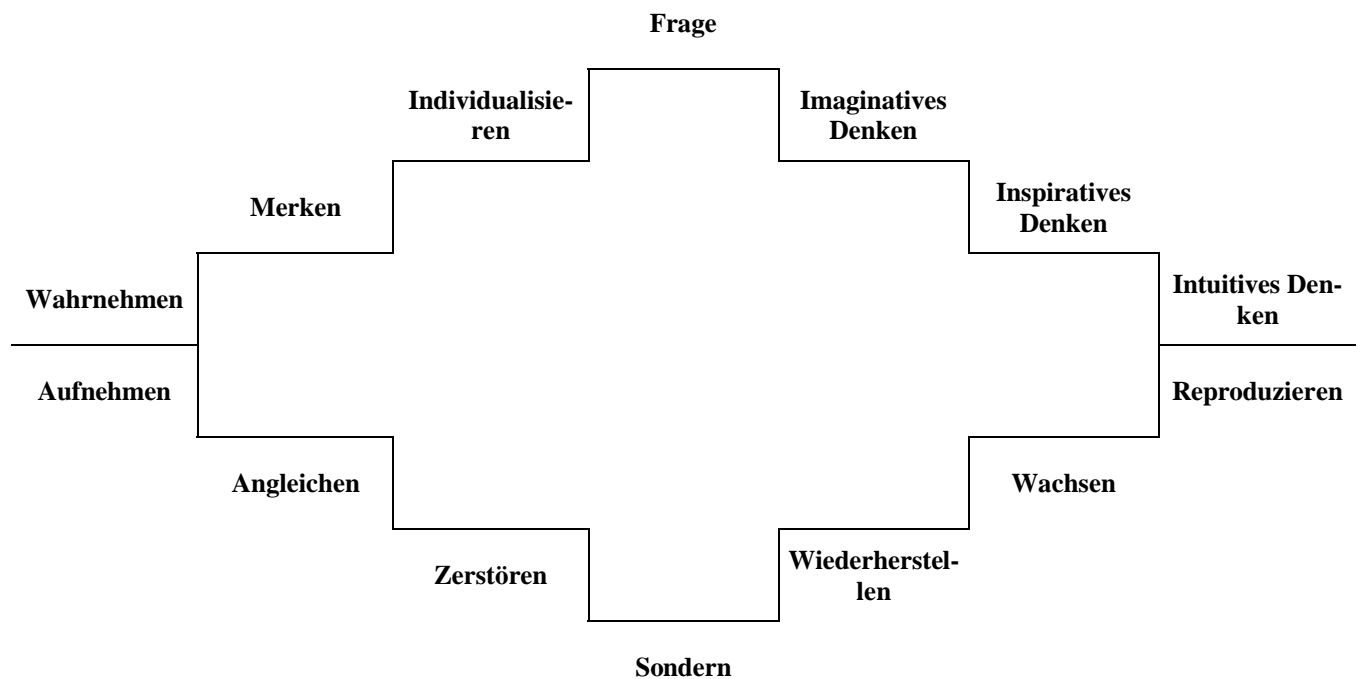 Frage
Individualisie-
ren
Imaginatives
Denken
Merken
Inspiratives
Denken
Wahrnehmen
Intuitives Den-
ken
Aufnehmen
Reproduzieren
Angleichen
Wachsen
Zerstören
Wiederherstel-
len
Sondern